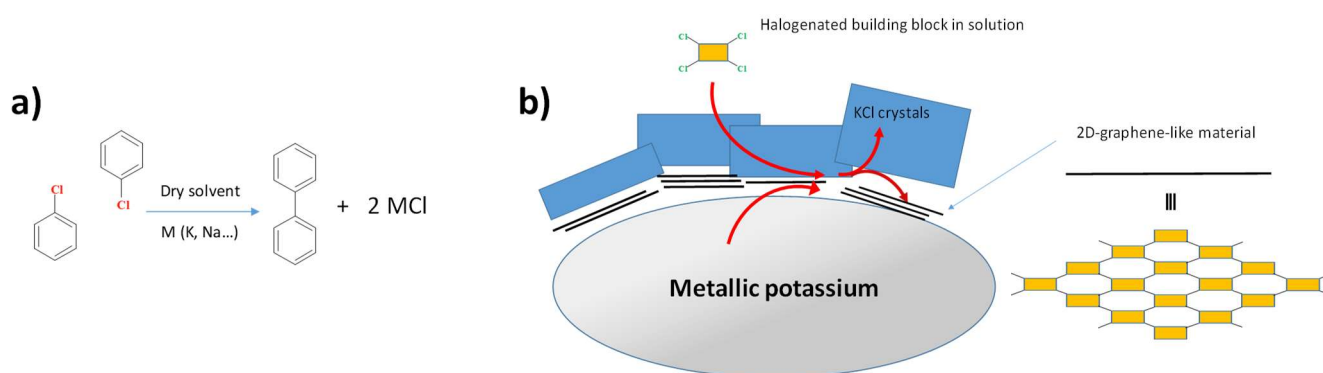 a)
Cl
Cl
Dry solvent
M (K, Na...)
+ 2 MCl
b)
Halogenated building block in solution
Cl
Cl
Cl
Cl
KCl crystals
2D-graphene-like material
Metallic potassium